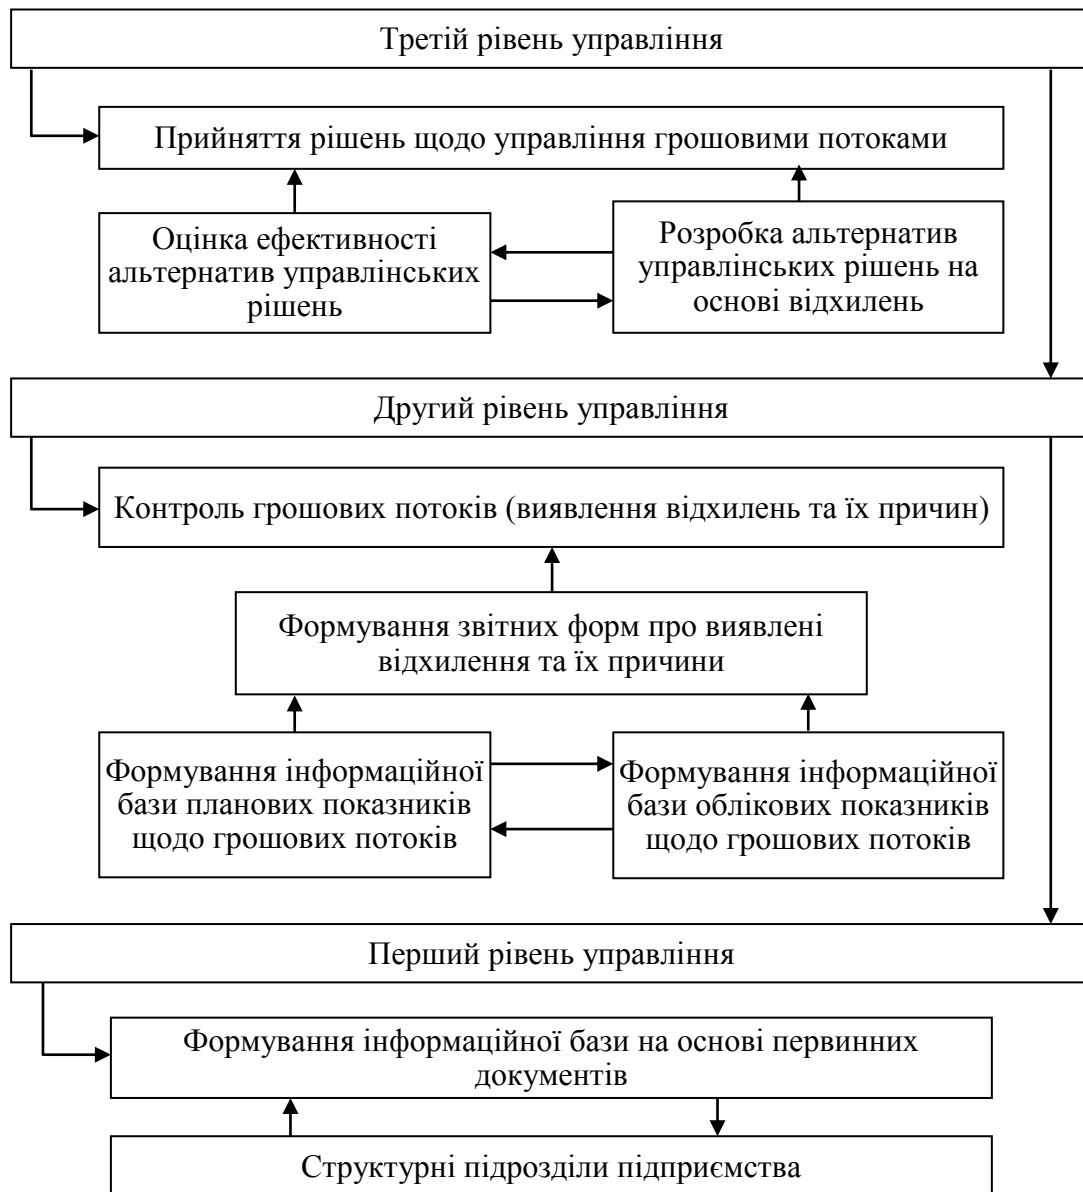 Третій рівень управління
Прийняття рішень щодо управління грошовими потоками
Оцінка ефективності
альтернатив управлінських
рішень
Розробка альтернатив
управлінських рішень на
основі відхилень
Другий рівень управління
Контроль грошових потоків (виявлення відхилень та їх причин)
Формування звітних форм про виявлені
відхилення та їх причини
Формування інформаційної
бази планових показників
щодо грошових потоків
Формування інформаційної
бази облікових показників
щодо грошових потоків
Перший рівень управління
Формування інформаційної бази на основі первинних
документів
Структурні підрозділи підприємства